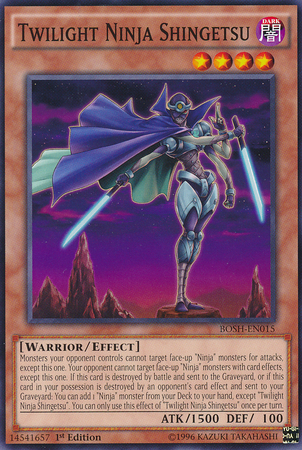 TWILIGHT NINJA SHINGETSU
DARK
闇
BOSH-EN015
[WARRIOR/EFFECT]
Monsters your opponent controls cannot target face-up "Ninja" monsters for attacks,
except this one. Your opponent cannot target face-up "Ninja" monsters with card effects,
except this one. If this card is destroyed by battle and sent to the Graveyard, or if this
card in your possession is destroyed by an opponent's card effect and sent to your
Graveyard: You can add 1 "Ninja" monster from your Deck to your hand, except "Twilight
Ninja Shingetsu". You can only use this effect of "Twilight Ninja Shingetsu" once per turn.
ATK/1500 DEF/ 100
14541657 1st Edition ©1996 KAZUKI TAKAHASHI